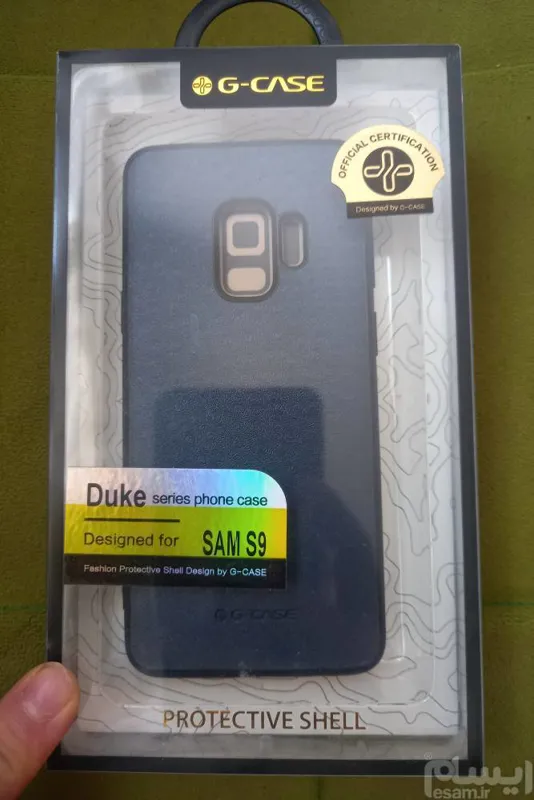 G-CASE
OFFICIAL CERTIFICATION
Designed by G-CASE
Duke series phone case
Designed for SAM S9
Fashion Protective Shell Design by G-CASE
G-CASE
PROTECTIVE SHELL
ایسام
esam.ir